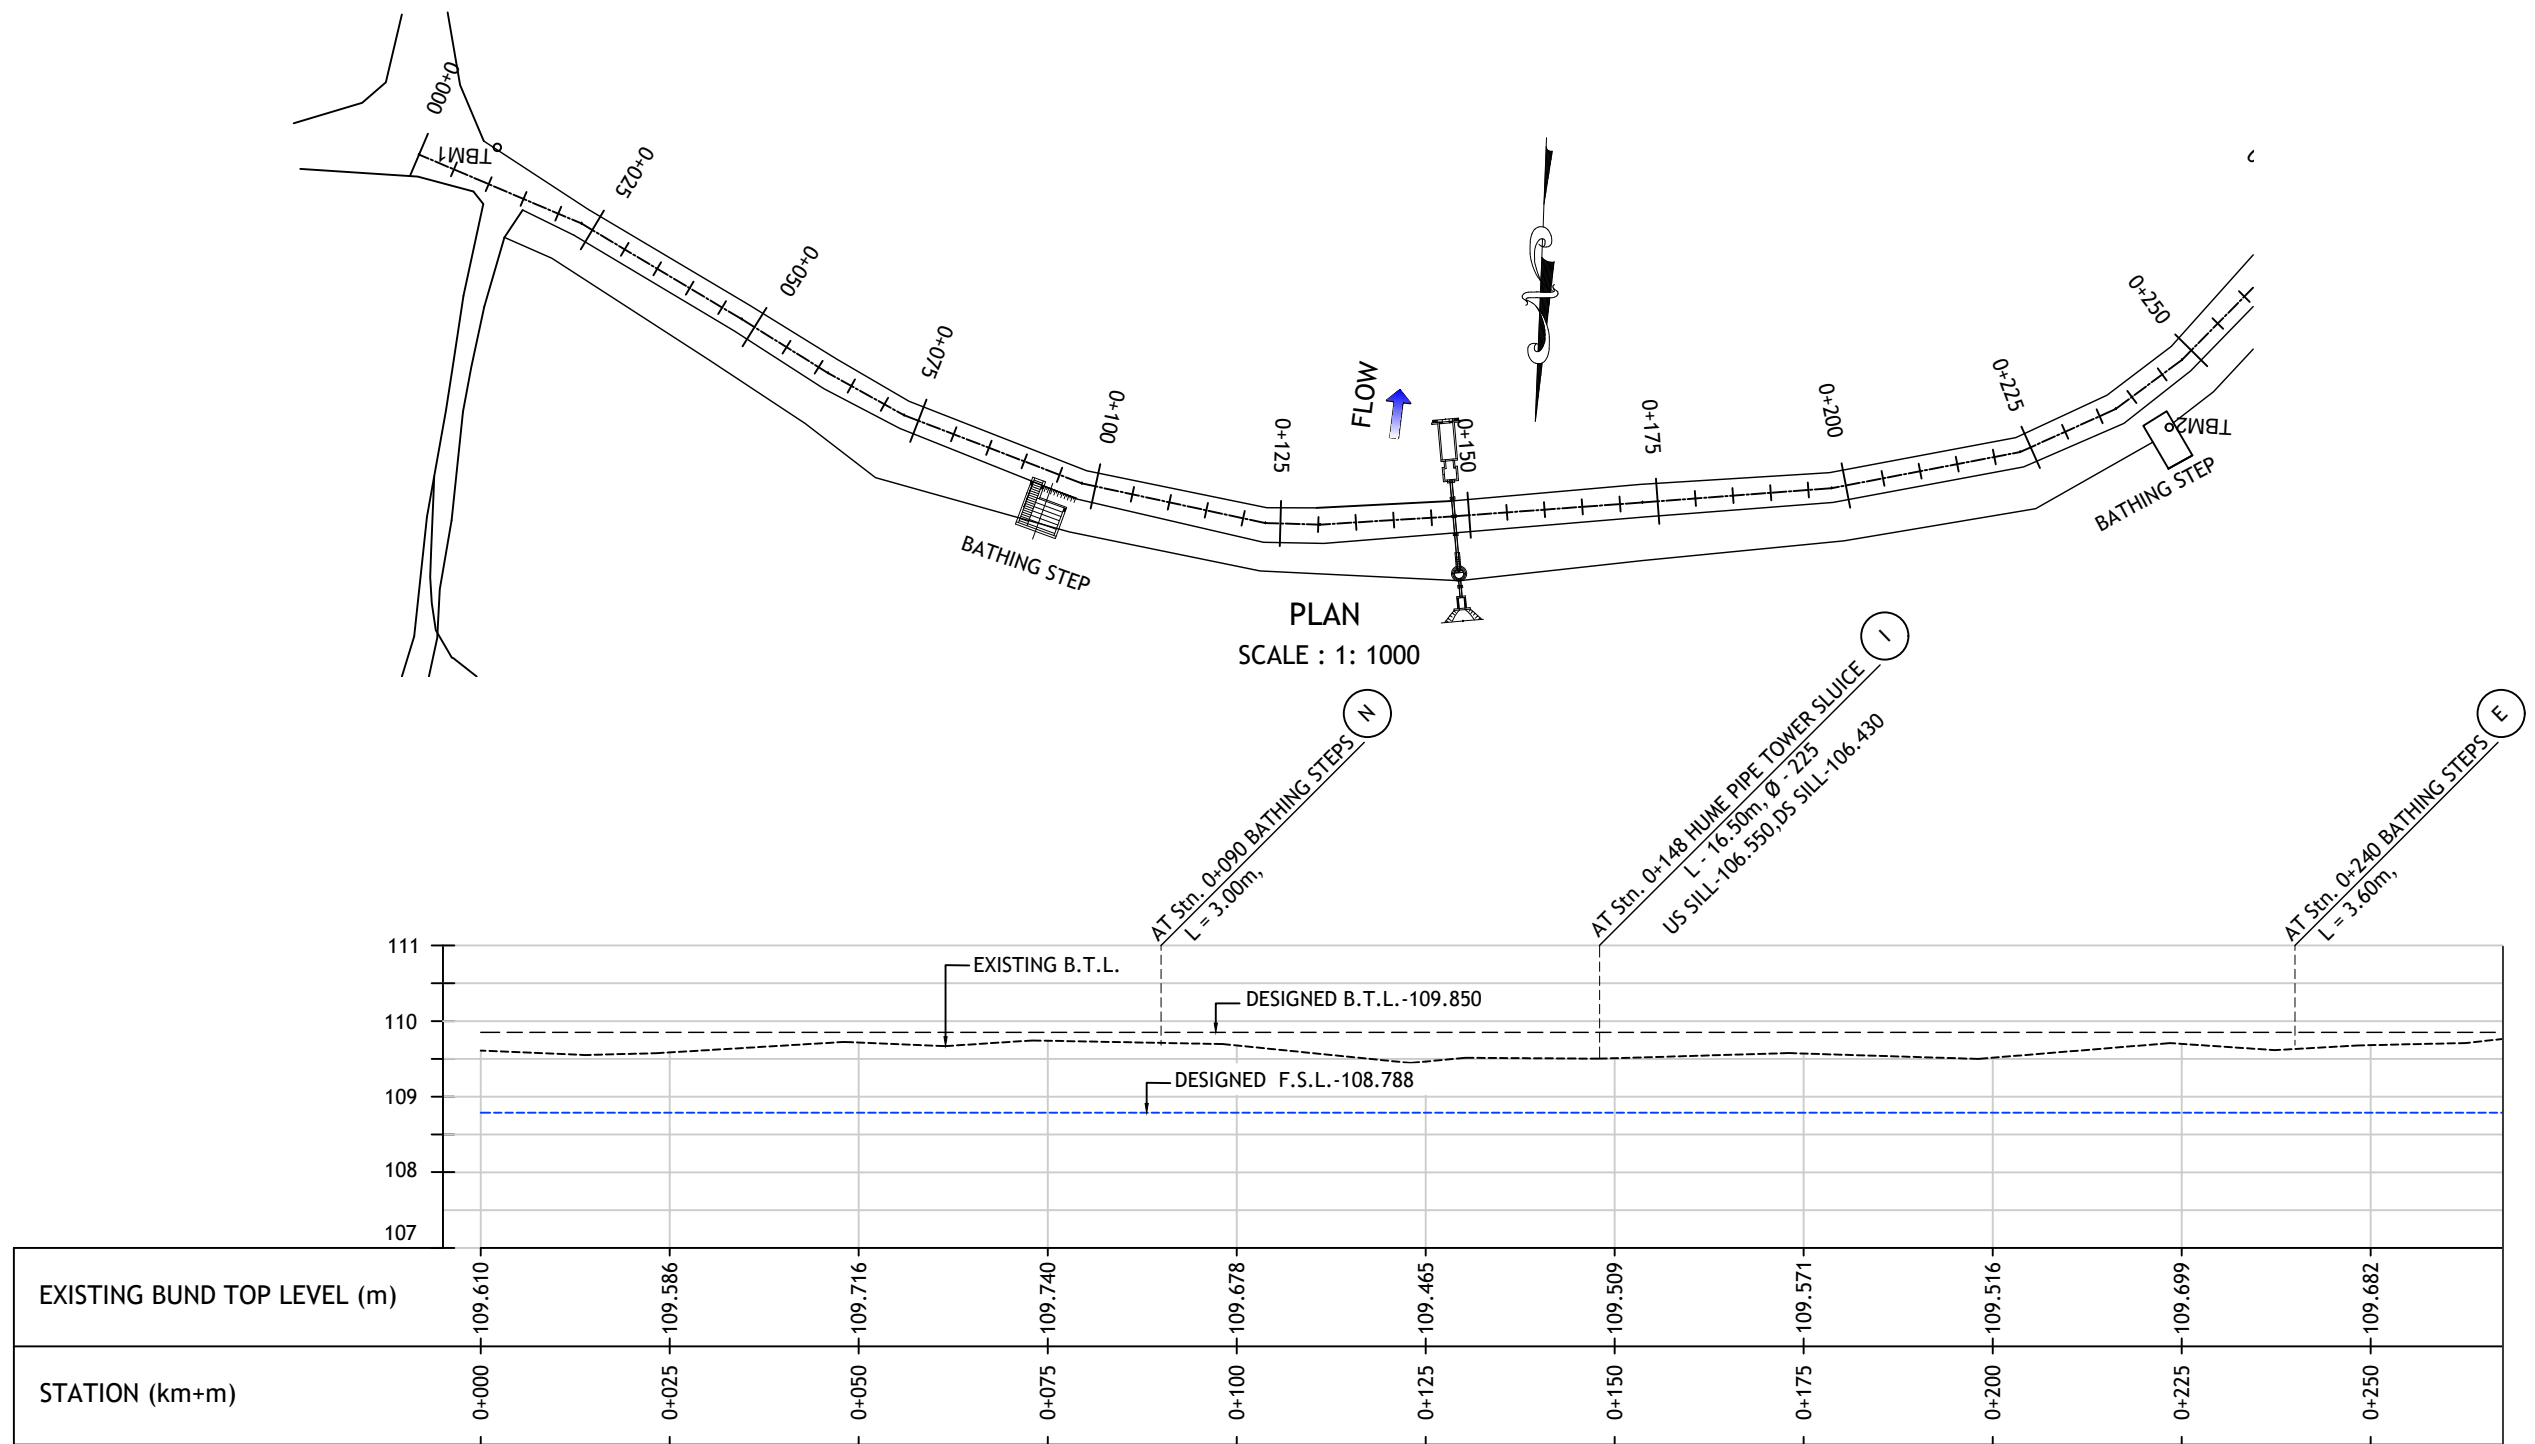 0+000
TBM1
0+025
0+050
0+075
0+100
0+125
FLOW
0+150
0+175
0+200
0+225
0+250
TBM2
BATHING STEP
BATHING STEP
PLAN
SCALE : 1: 1000
N
AT Stn. 0+090 BATHING STEPS
L = 3.00m,
I
AT Stn. 0+148 HUME PIPE TOWER SLUICE
L - 16.50m, Ø - 225
US SILL-106.550,DS SILL-106.430
E
AT Stn. 0+240 BATHING STEPS
L = 3.60m,
111
110
109
108
107
EXISTING B.T.L.
DESIGNED B.T.L.-109.850
DESIGNED F.S.L.-108.788
EXISTING BUND TOP LEVEL (m)
109.610
109.586
109.716
109.740
109.678
109.465
109.509
109.571
109.516
109.699
109.682
STATION (km+m)
0+000
0+025
0+050
0+075
0+100
0+125
0+150
0+175
0+200
0+225
0+250